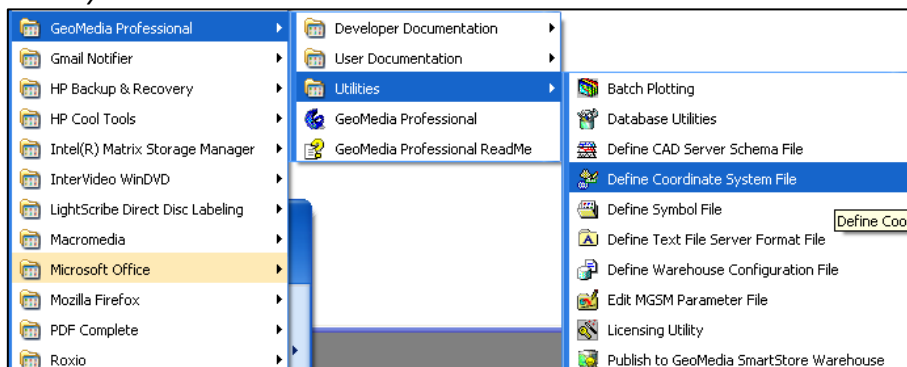 GeoMedia Professional
Gmail Notifier
HP Backup & Recovery
HP Cool Tools
Intel(R) Matrix Storage Manager
InterVideo WinDVD
LightScribe Direct Disc Labeling
Macromedia
Microsoft Office
Mozilla Firefox
PDF Complete
Roxio
Developer Documentation
User Documentation
Utilities
GeoMedia Professional
GeoMedia Professional ReadMe
Batch Plotting
Database Utilities
Define CAD Server Schema File
Define Coordinate System File
Define Symbol File
Define Coo
Define Text File Server Format File
Define Warehouse Configuration File
Edit MGSM Parameter File
Licensing Utility
Publish to GeoMedia SmartStore Warehouse